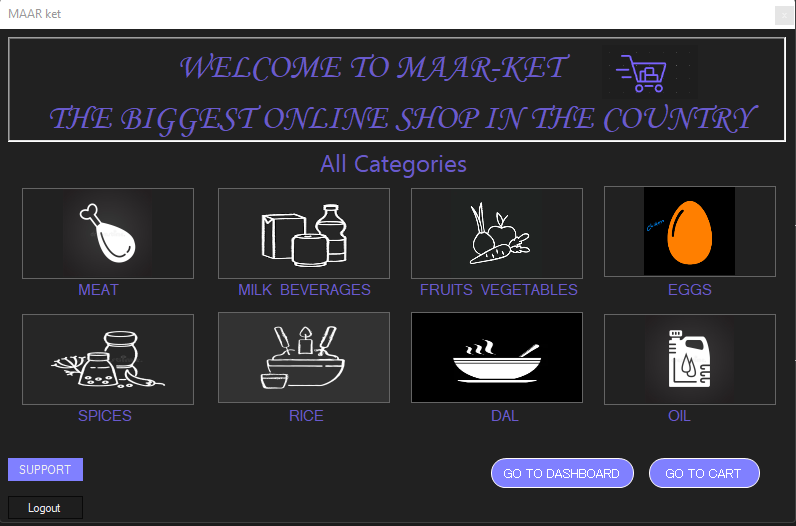 MAAR ket
WELCOME TO MAAR-KET
THE BIGGEST ONLINE SHOP IN THE COUNTRY
All Categories
MEAT
MILK BEVERAGES
FRUITS VEGETABLES
EGGS
SPICES
RICE
DAL
OIL
SUPPORT
GO TO DASHBOARD
GO TO CART
Logout